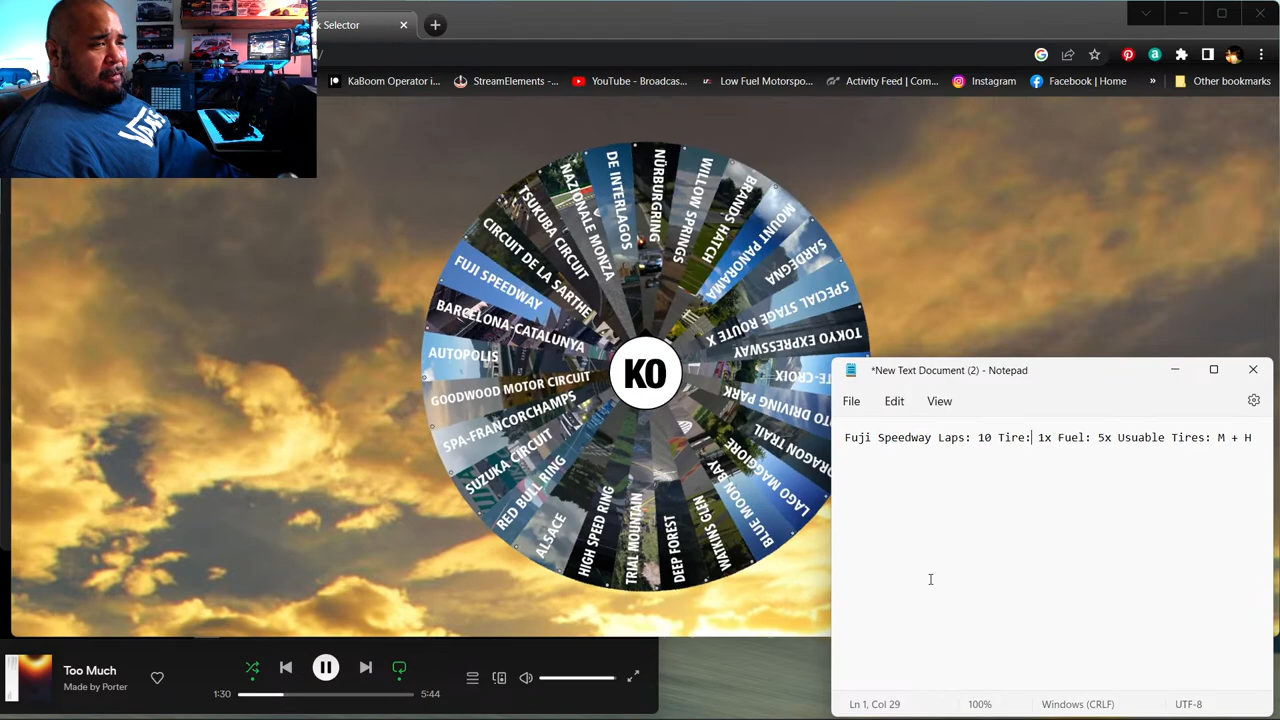 k Selector
KaBoom Operator i...
StreamElements -...
YouTube - Broadcas...
Low Fuel Motorspo...
Activity Feed | Com...
Instagram
Facebook | Home
»
Other bookmarks
NÜRBURGRING
WILLOW SPRINGS
BRANDS HATCH
MOUNT PANORAMA
SARDEGNA
SPECIAL STAGE ROUTE X
TOKYO EXPRESSWAY
TE-CROIX
TO DRIVING PARK
DRAGON TRAIL
LAGO MAGGIORE
BLUE MOON BAY
WATKINS GLEN
DEEP FOREST
TRIAL MOUNTAIN
HIGH SPEED RING
ALSACE
RED BULL RING
SUZUKA CIRCUIT
SPA-FRANCORCHAMPS
GOODWOOD MOTOR CIRCUIT
AUTOPOLIS
BARCELONA-CATALUNYA
FUJI SPEEDWAY
CIRCUIT DE LA SARTHE
TSUKUBA CIRCUIT
NAZIONALE MONZA
DE INTERLAGOS
KO
*New Text Document (2) - Notepad
File Edit View
Fuji Speedway Laps: 10 Tire: 1x Fuel: 5x Usuable Tires: M + H
Ln 1, Col 29 100% Windows (CRLF) UTF-8
Too Much
Made by Porter
1:30 5:44